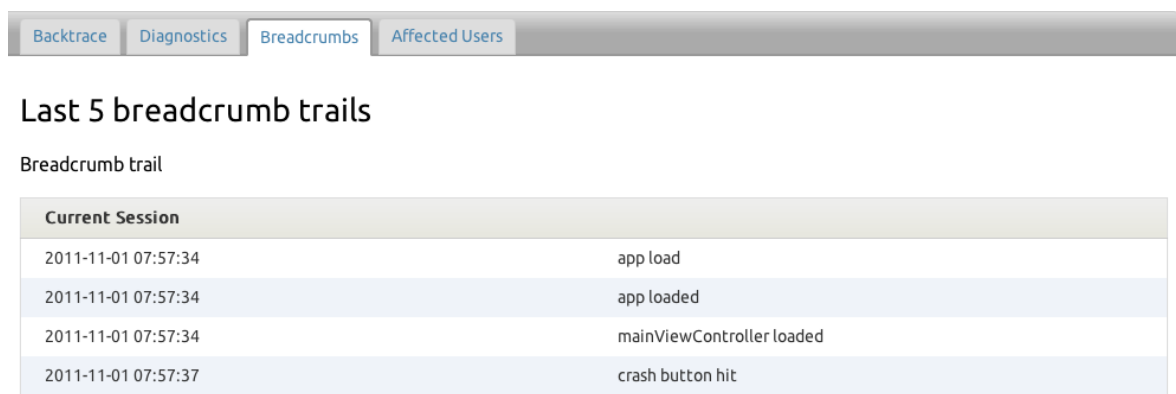 Backtrace Diagnostics Breadcrumbs Affected Users
Last 5 breadcrumb trails
Breadcrumb trail
Current Session
2011-11-01 07:57:34 app load
2011-11-01 07:57:34 app loaded
2011-11-01 07:57:34 mainViewController loaded
2011-11-01 07:57:37 crash button hit